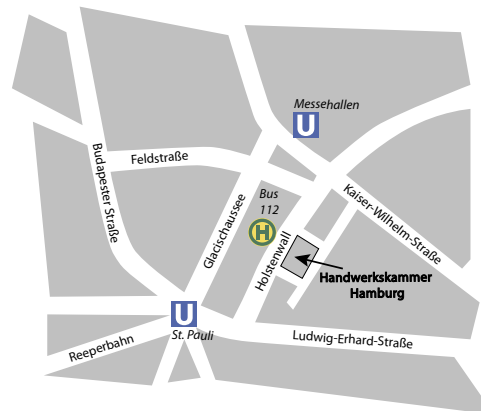 Messehallen
U
Feldstraße
Budapester Straße
Glacischaussee
Bus
112
H
Holstenwall
Kaiser-Wilhelm-Straße
Handwerkskammer
Hamburg
U
St. Pauli
Reeperbahn
Ludwig-Erhard-Straße